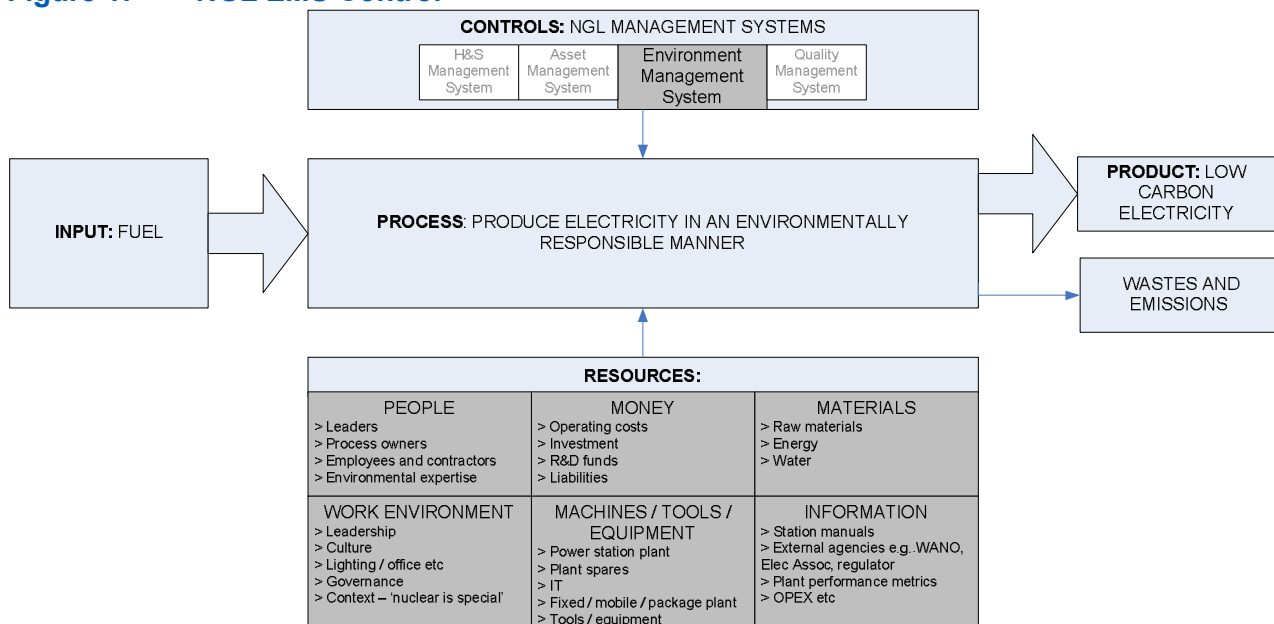 CONTROLS: NGL MANAGEMENT SYSTEMS
H&S
Management
System
Asset
Management
System
Environment
Management
System
Quality
Management
System
INPUT: FUEL
PROCESS: PRODUCE ELECTRICITY IN AN ENVIRONMENTALLY
RESPONSIBLE MANNER
PRODUCT: LOW
CARBON
ELECTRICITY
WASTES AND
EMISSIONS
RESOURCES:
PEOPLE
> Leaders
> Process owners
> Employees and contractors
> Environmental expertise
MONEY
> Operating costs
> Investment
> R&D funds
> Liabilities
MATERIALS
> Raw materials
> Energy
> Water
WORK ENVIRONMENT
> Leadership
> Culture
> Lighting / office etc
> Governance
> Context – ‘nuclear is special’
MACHINES / TOOLS /
EQUIPMENT
> Power station plant
> Plant spares
> IT
> Fixed / mobile / package plant
> Tools / equipment
INFORMATION
> Station manuals
> External agencies e.g. WANO,
Elec Assoc, regulator
> Plant performance metrics
> OPEX etc